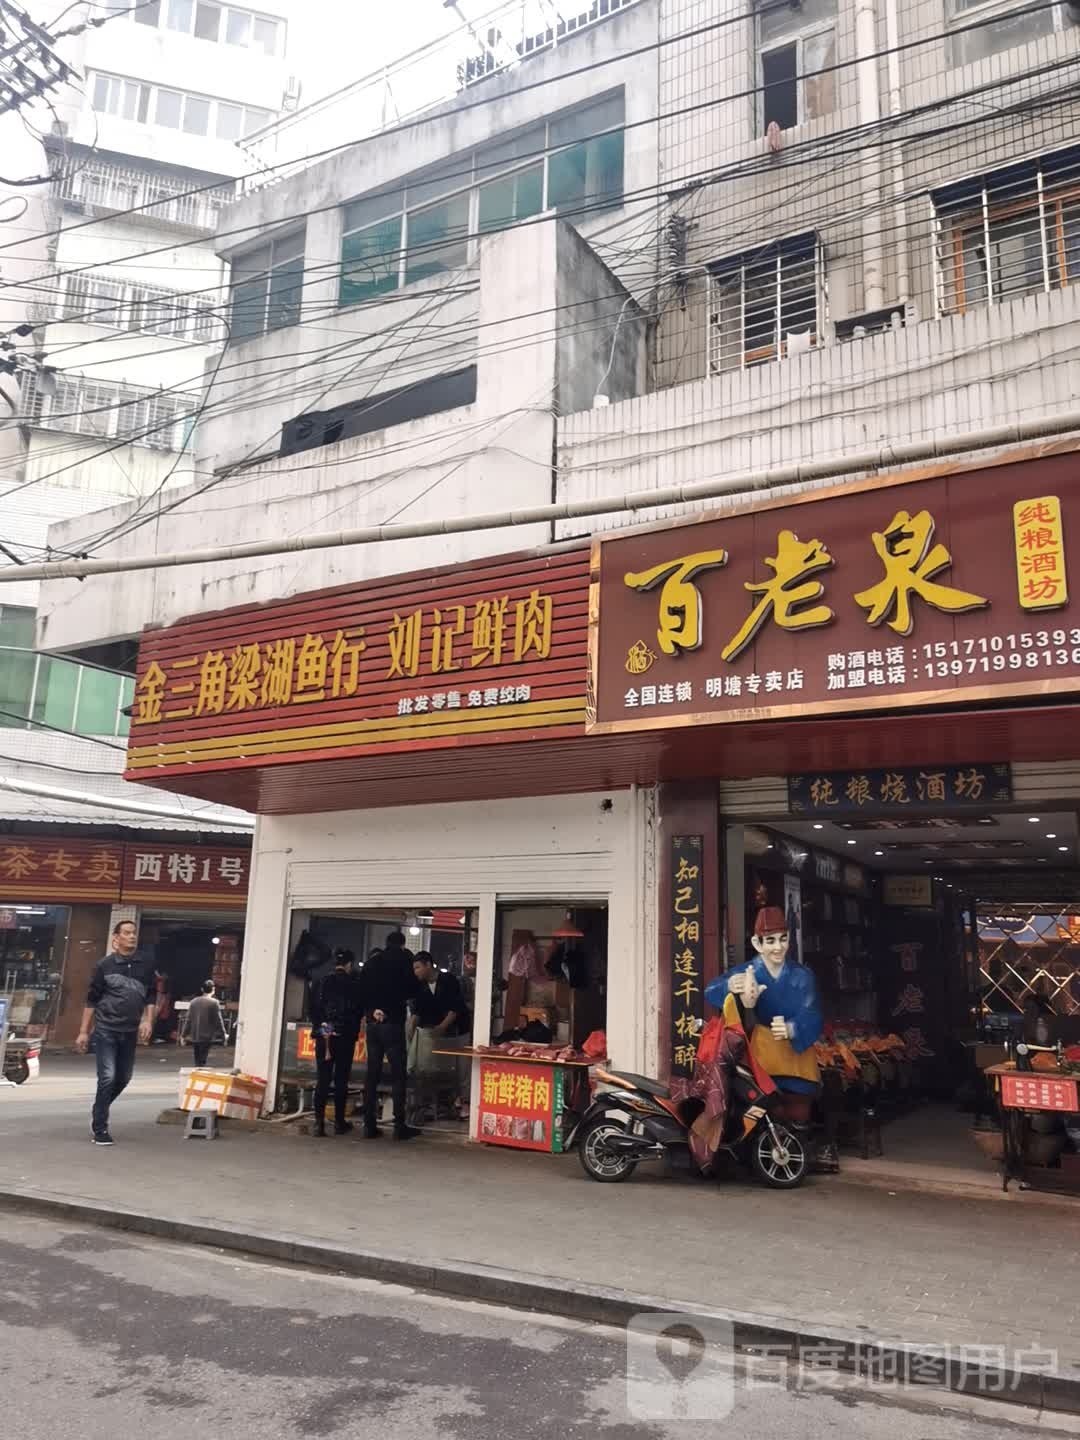 金三角梁湖鱼行 刘记鲜肉
批发零售 免费绞肉
百老泉
纯粮酒坊
全国连锁 明塘专卖店
购酒电话：15171015393
加盟电话：13971998136
纯粮烧酒坊
知己相逢千杯醉
茶专卖
西特1号
新鲜猪肉
百老泉
百度地图用户